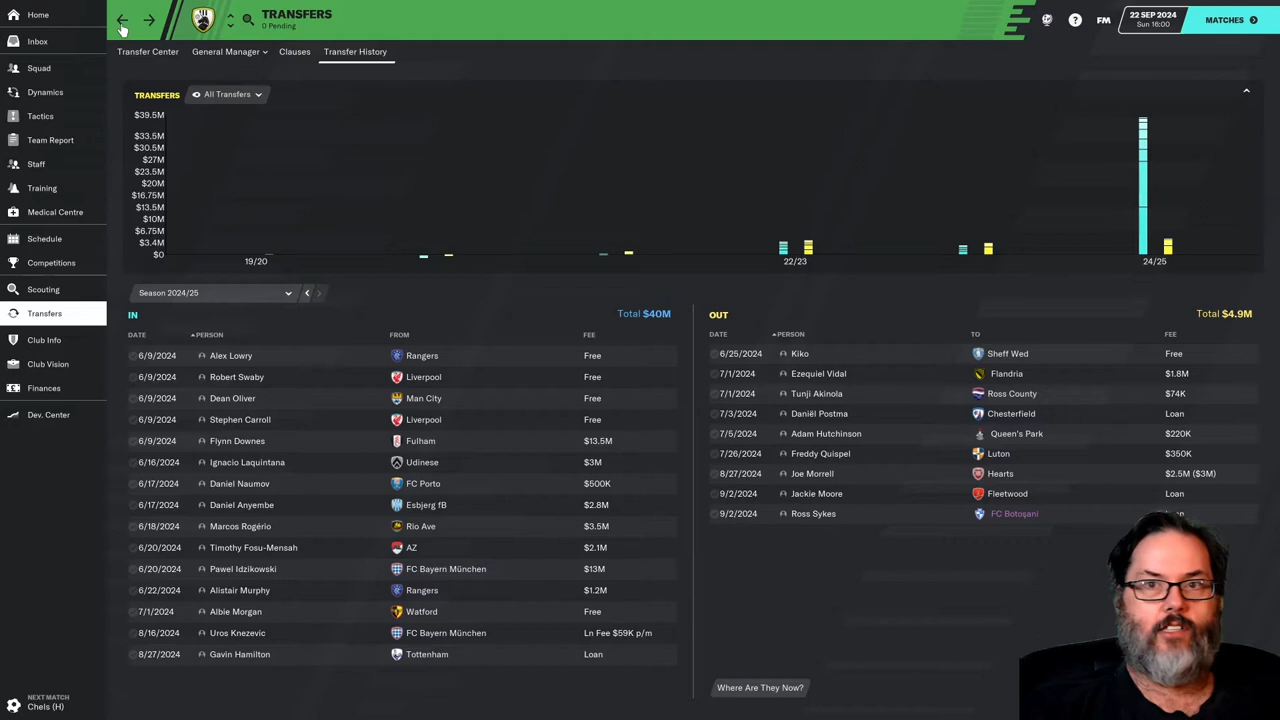 Home
TRANSFERS
0 Pending
FM
22 SEP 2024
Sun 16:00
MATCHES
Inbox
Transfer Center
General Manager
Clauses
Transfer History
Squad
Dynamics
Tactics
Team Report
Staff
Training
Medical Centre
Schedule
Competitions
Scouting
Transfers
Club Info
Club Vision
Finances
Dev. Center
NEXT MATCH
Chels (H)
TRANSFERS
All Transfers
$39.5M
$33.5M
$30.5M
$27M
$23.5M
$20M
$16.75M
$13.5M
$10M
$6.75M
$3.4M
$0
19/20
22/23
24/25
Season 2024/25
IN
Total $40M
DATE PERSON FROM FEE
6/9/2024 Alex Lowry Rangers Free
6/9/2024 Robert Swaby Liverpool Free
6/9/2024 Dean Oliver Man City Free
6/9/2024 Stephen Carroll Liverpool Free
6/9/2024 Flynn Downes Fulham $13.5M
6/16/2024 Ignacio Laquintana Udinese $3M
6/17/2024 Daniel Naumov FC Porto $500K
6/17/2024 Daniel Anyembe Esbjerg fB $2.8M
6/18/2024 Marcos Rogério Rio Ave $3.5M
6/20/2024 Timothy Fosu-Mensah AZ $2.1M
6/20/2024 Pawel Idzikowski FC Bayern München $13M
6/22/2024 Alistair Murphy Rangers $1.2M
7/1/2024 Albie Morgan Watford Free
8/16/2024 Uros Knezevic FC Bayern München Ln Fee $59K p/m
8/27/2024 Gavin Hamilton Tottenham Loan
OUT
Total $4.9M
DATE PERSON TO FEE
6/25/2024 Kiko Sheff Wed Free
7/1/2024 Ezequiel Vidal Flandria $1.8M
7/1/2024 Tunji Akinola Ross County $74K
7/3/2024 Daniël Postma Chesterfield Loan
7/5/2024 Adam Hutchinson Queen's Park $220K
7/26/2024 Freddy Quispel Luton $350K
8/27/2024 Joe Morrell Hearts $2.5M ($3M)
9/2/2024 Jackie Moore Fleetwood Loan
9/2/2024 Ross Sykes FC Botoşani
Where Are They Now?